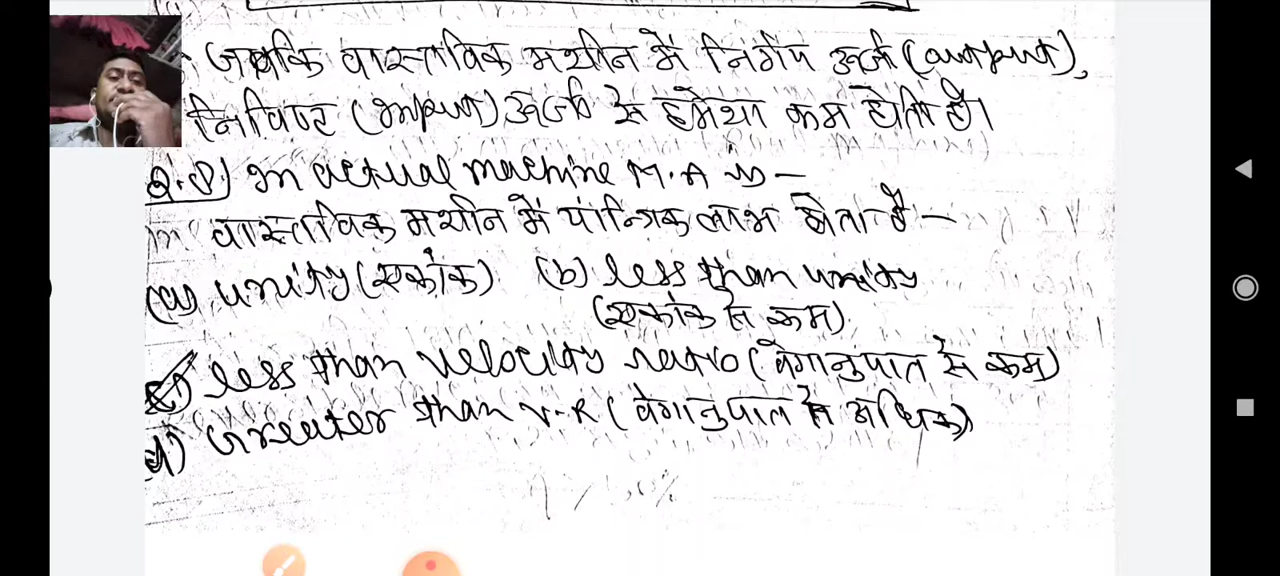 जबकि वास्तविक मशीन में निर्गत ऊर्जा (output),
निविष्ट (Input) ऊर्जा से हमेशा कम होती है।
In actual machine M.A is —
वास्तविक मशीन में यांन्त्रिक लाभ होता है —
(a) unity (एकांक) (b) less than unity
(एकांक से कम)
(c) less than velocity ratio (वेगानुपात से कम)
(d) Greater than V.R (वेगानुपात से अधिक)